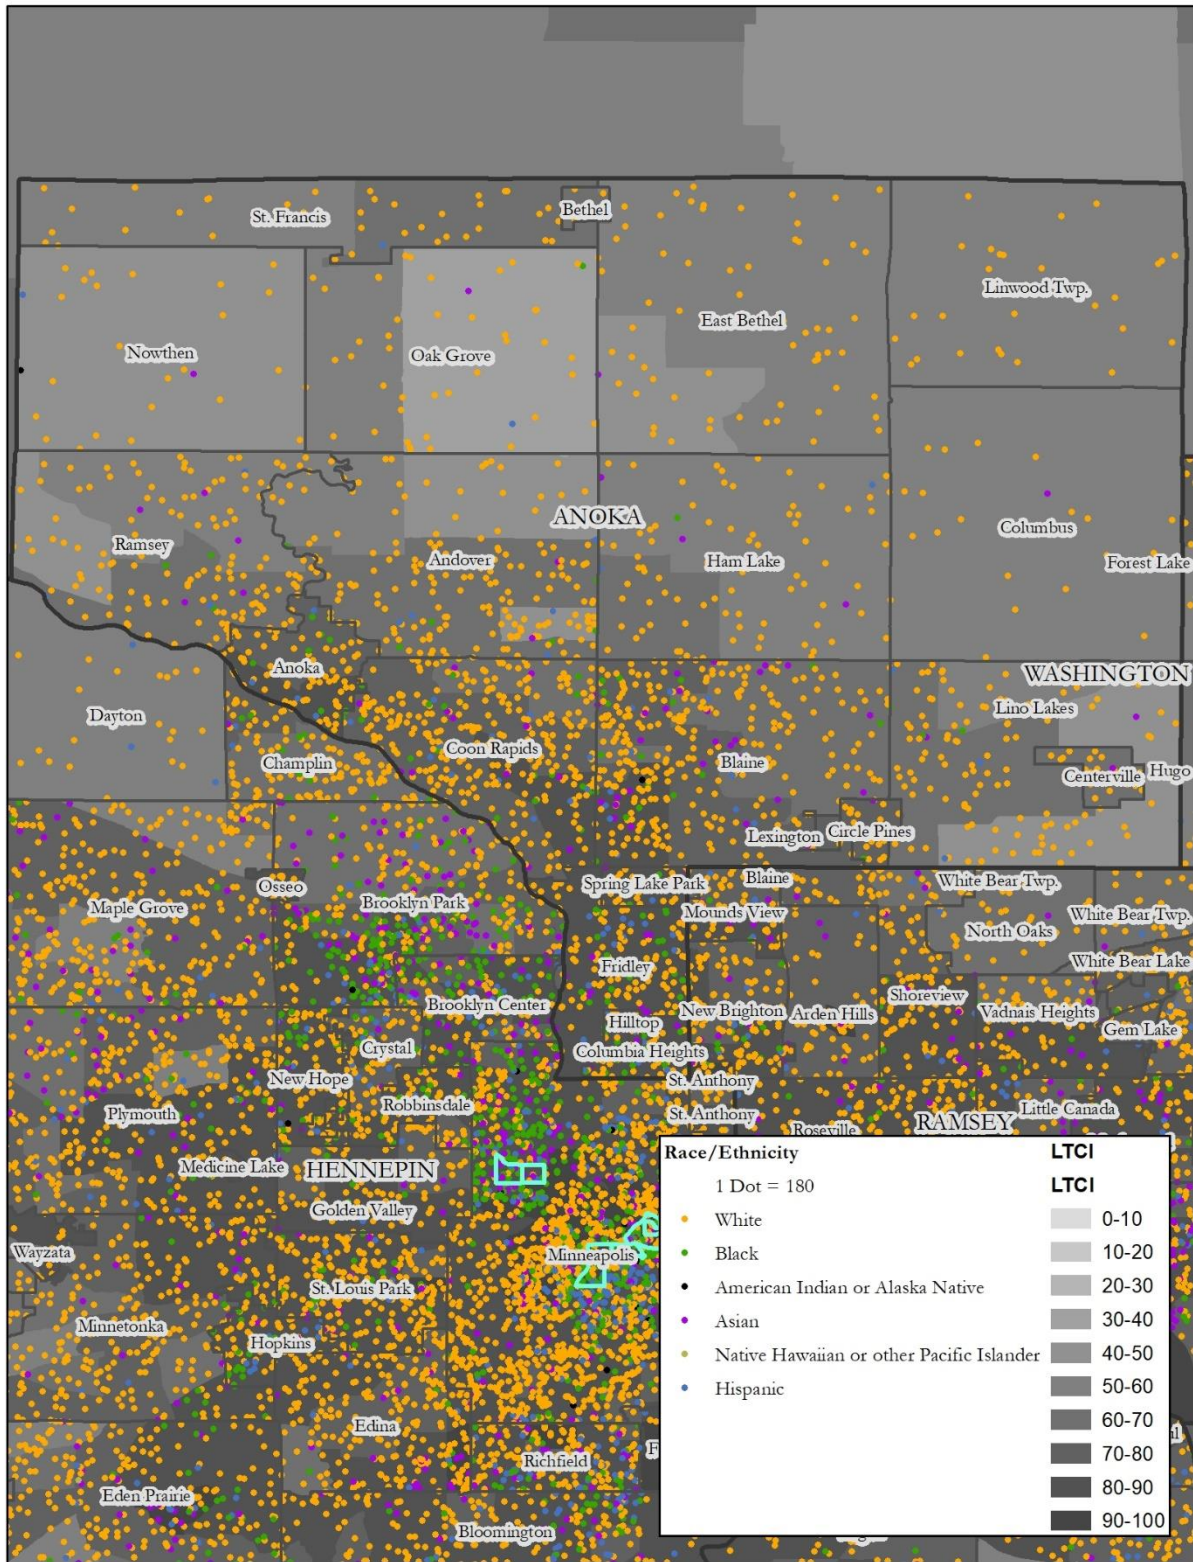 St. Francis
Bethel
Linwood Twp.
East Bethel
Nowthen
Oak Grove
ANOKA
Columbus
Ramsey
Andover
Ham Lake
Forest Lake
Anoka
WASHINGTON
Lino Lakes
Dayton
Coon Rapids
Champlin
Blaine
Centerville
Hugo
Lexington
Circle Pines
Osseo
Spring Lake Park
Blaine
White Bear Twp.
Maple Grove
Brooklyn Park
Mounds View
White Bear Twp.
North Oaks
White Bear Lake
Fridley
Brooklyn Center
Shoreview
New Brighton
Arden Hills
Vadnais Heights
Hilltop
Gem Lake
Crystal
Columbia Heights
New Hope
St. Anthony
Plymouth
Robbinsdale
St. Anthony
Little Canada
RAMSEY
Roseville
Medicine Lake
HENNEPIN
Golden Valley
Wayzata
Minneapolis
St. Louis Park
Minnetonka
Hopkins
Edina
Richfield
F
ul
Eden Prairie
Bloomington
Race/Ethnicity
1 Dot = 180
White
Black
American Indian or Alaska Native
Asian
Native Hawaiian or other Pacific Islander
Hispanic
LTCI
LTCI
0-10
10-20
20-30
30-40
40-50
50-60
60-70
70-80
80-90
90-100